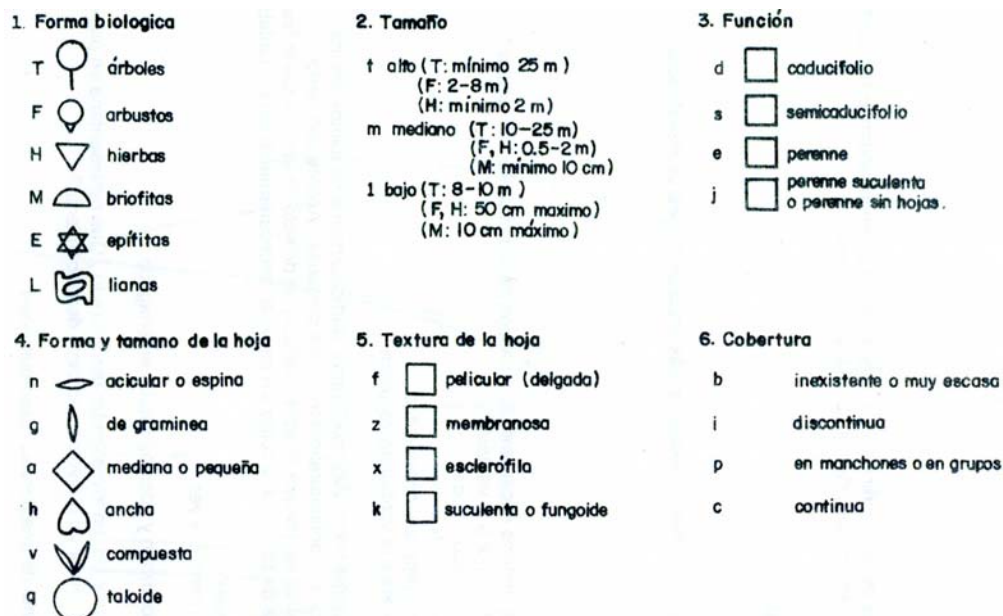 1. Forma biologica
T árboles
F arbustos
H hierbas
M briofitas
E epífitas
L lianas
2. Tamaño
t alto (T: mínimo 25 m)
(F: 2-8 m)
(H: mínimo 2 m)
m mediano (T: 10-25 m)
(F, H: 0.5-2 m)
(M: mínimo 10 cm)
l bajo (T: 8-10 m)
(F, H: 50 cm maximo)
(M: 10 cm máximo)
3. Función
d caducifolio
s semicaducifolio
e perenne
j perenne suculenta
o perenne sin hojas.
4. Forma y tamano de la hoja
n acicular o espina
g de graminea
a mediana o pequeña
h ancha
v compuesta
q taloide
5. Textura de la hoja
f pelicular (delgada)
z membranosa
x esclerófila
k suculenta o fungoide
6. Cobertura
b inexistente o muy escasa
i discontinua
p en manchones o en grupos
c continua